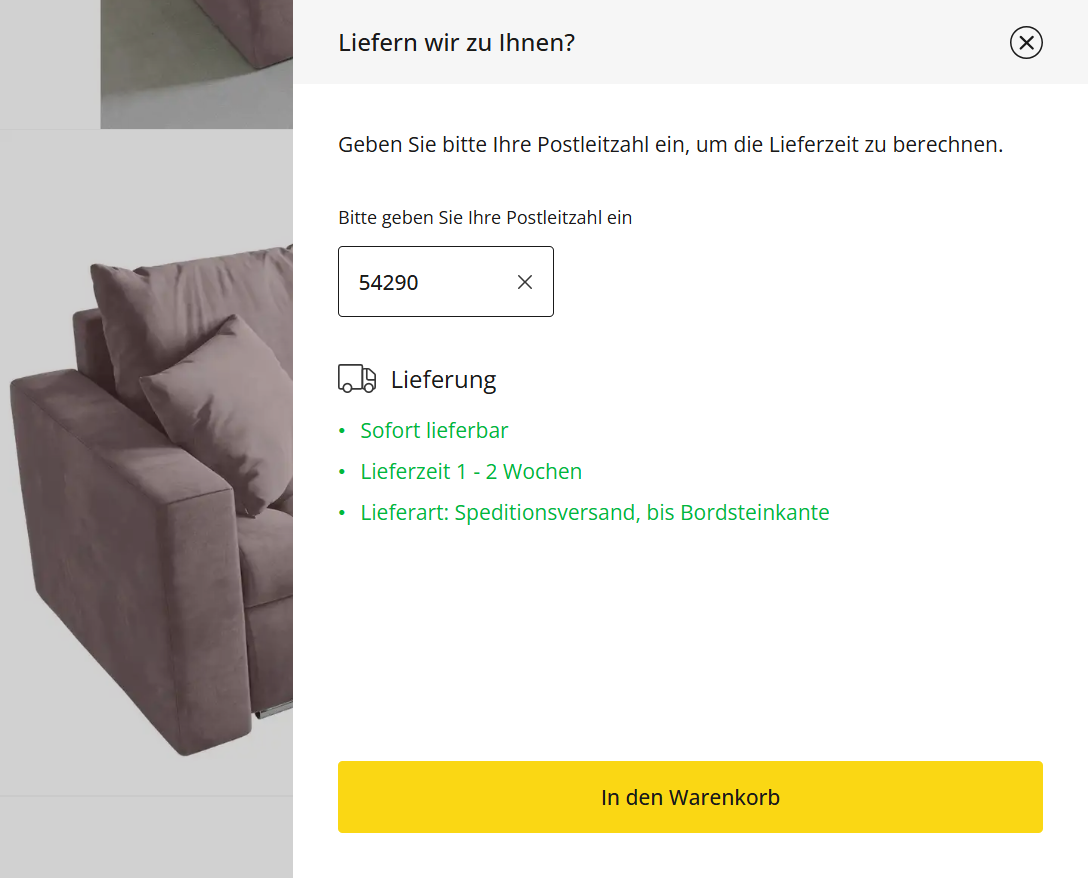 Liefern wir zu Ihnen?
Geben Sie bitte Ihre Postleitzahl ein, um die Lieferzeit zu berechnen.
Bitte geben Sie Ihre Postleitzahl ein
54290
Lieferung
• Sofort lieferbar
• Lieferzeit 1 - 2 Wochen
• Lieferart: Speditionsversand, bis Bordsteinkante
In den Warenkorb